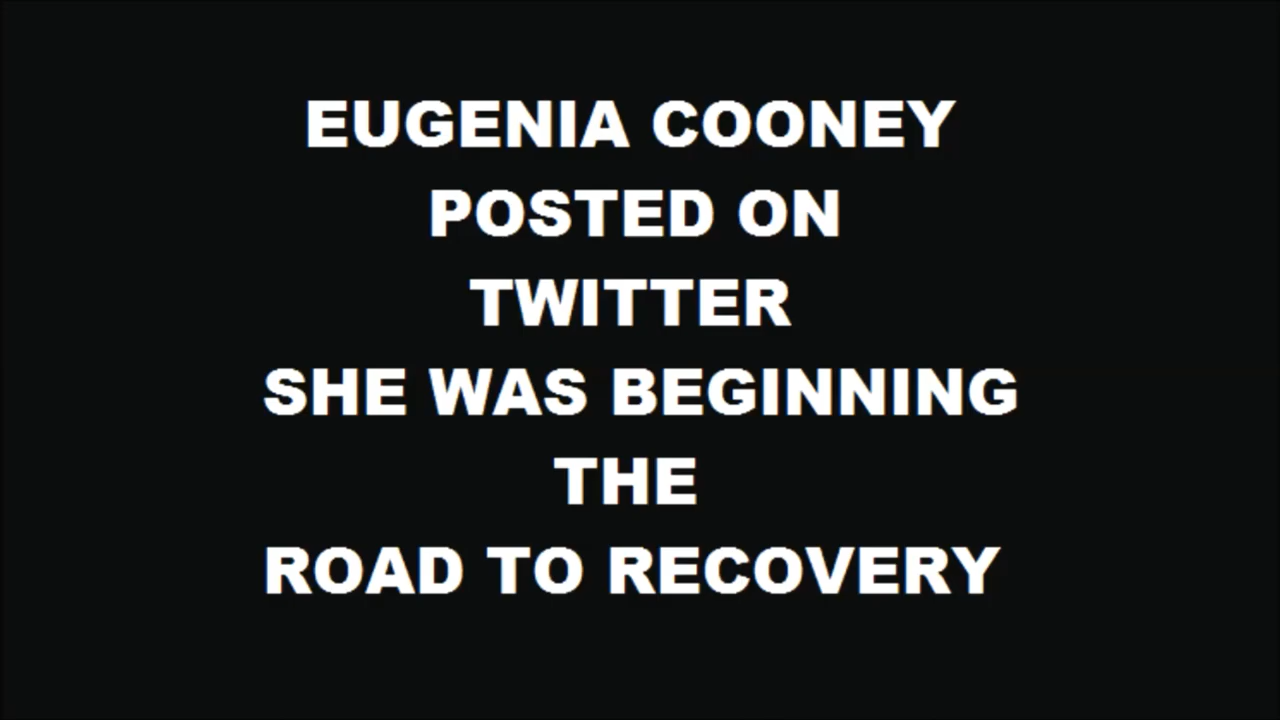 EUGENIA COONEY
POSTED ON
TWITTER
SHE WAS BEGINNING
THE
ROAD TO RECOVERY